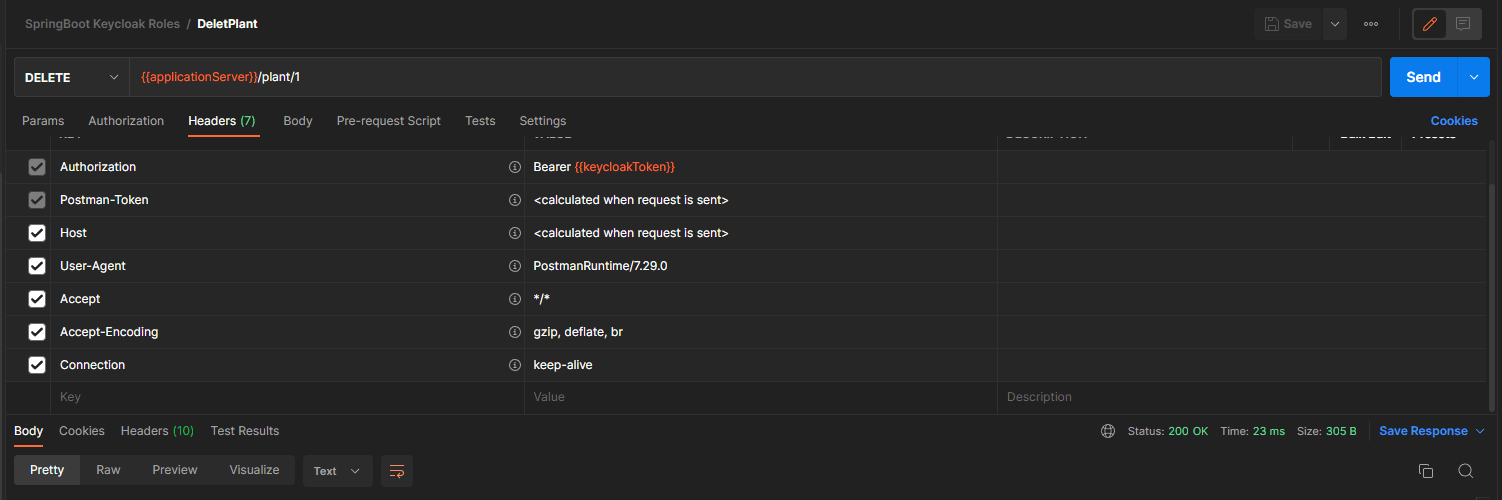 SpringBoot Keycloak Roles / DeletPlant
Save
DELETE
{{applicationServer}}/plant/1
Send
Params Authorization Headers (7) Body Pre-request Script Tests Settings Cookies
Authorization Bearer {{keycloakToken}}
Postman-Token <calculated when request is sent>
Host <calculated when request is sent>
User-Agent PostmanRuntime/7.29.0
Accept */*
Accept-Encoding gzip, deflate, br
Connection keep-alive
Key Value Description
Body Cookies Headers (10) Test Results Status: 200 OK Time: 23 ms Size: 305 B Save Response
Pretty Raw Preview Visualize Text